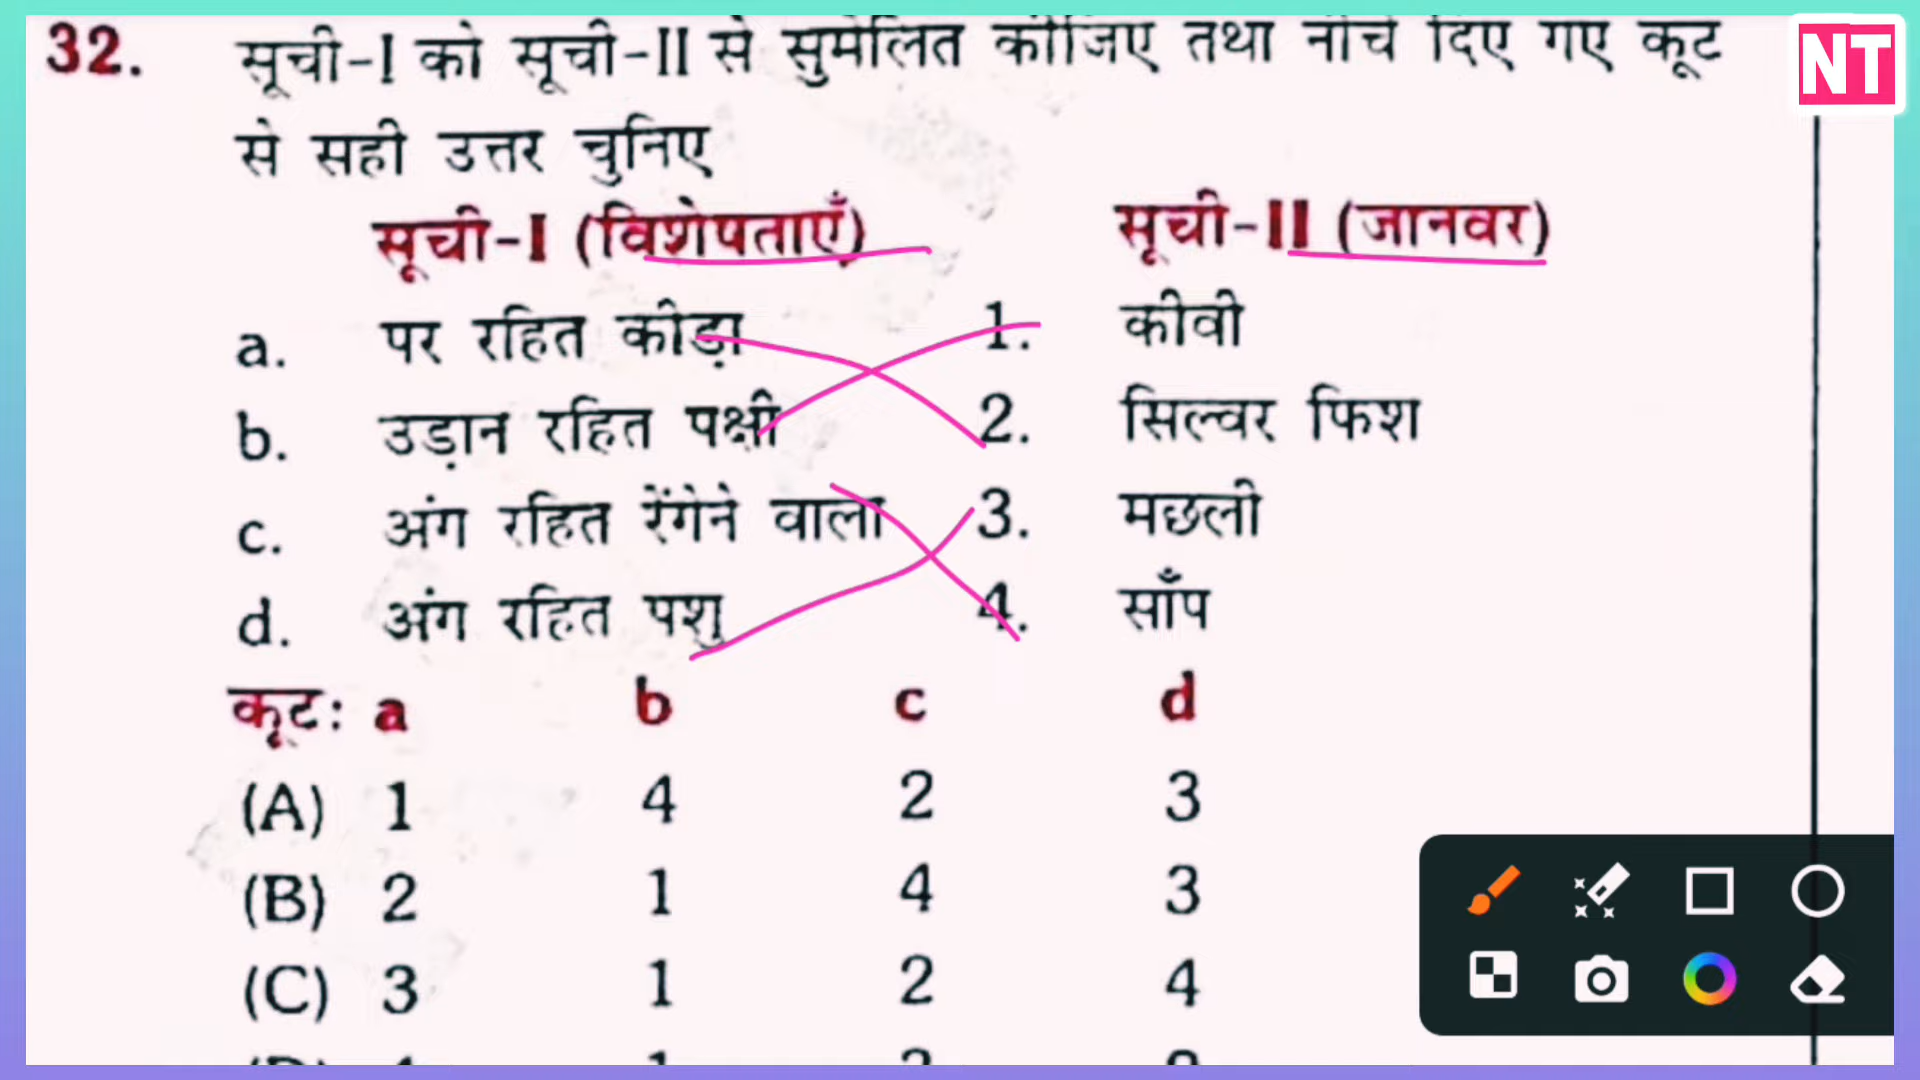 32. सूची-I को सूची-II से सुमेलित कीजिए तथा नीचे दिए गए कूट
से सही उत्तर चुनिए
सूची-I (विशेषताएँ) सूची-II (जानवर)
a. पर रहित कीड़ा 1. कीवी
b. उड़ान रहित पक्षी 2. सिल्वर फिश
c. अंग रहित रेंगेने वाला 3. मछली
d. अंग रहित पशु 4. साँप
कूटः a b c d
(A) 1 4 2 3
(B) 2 1 4 3
(C) 3 1 2 4
NT